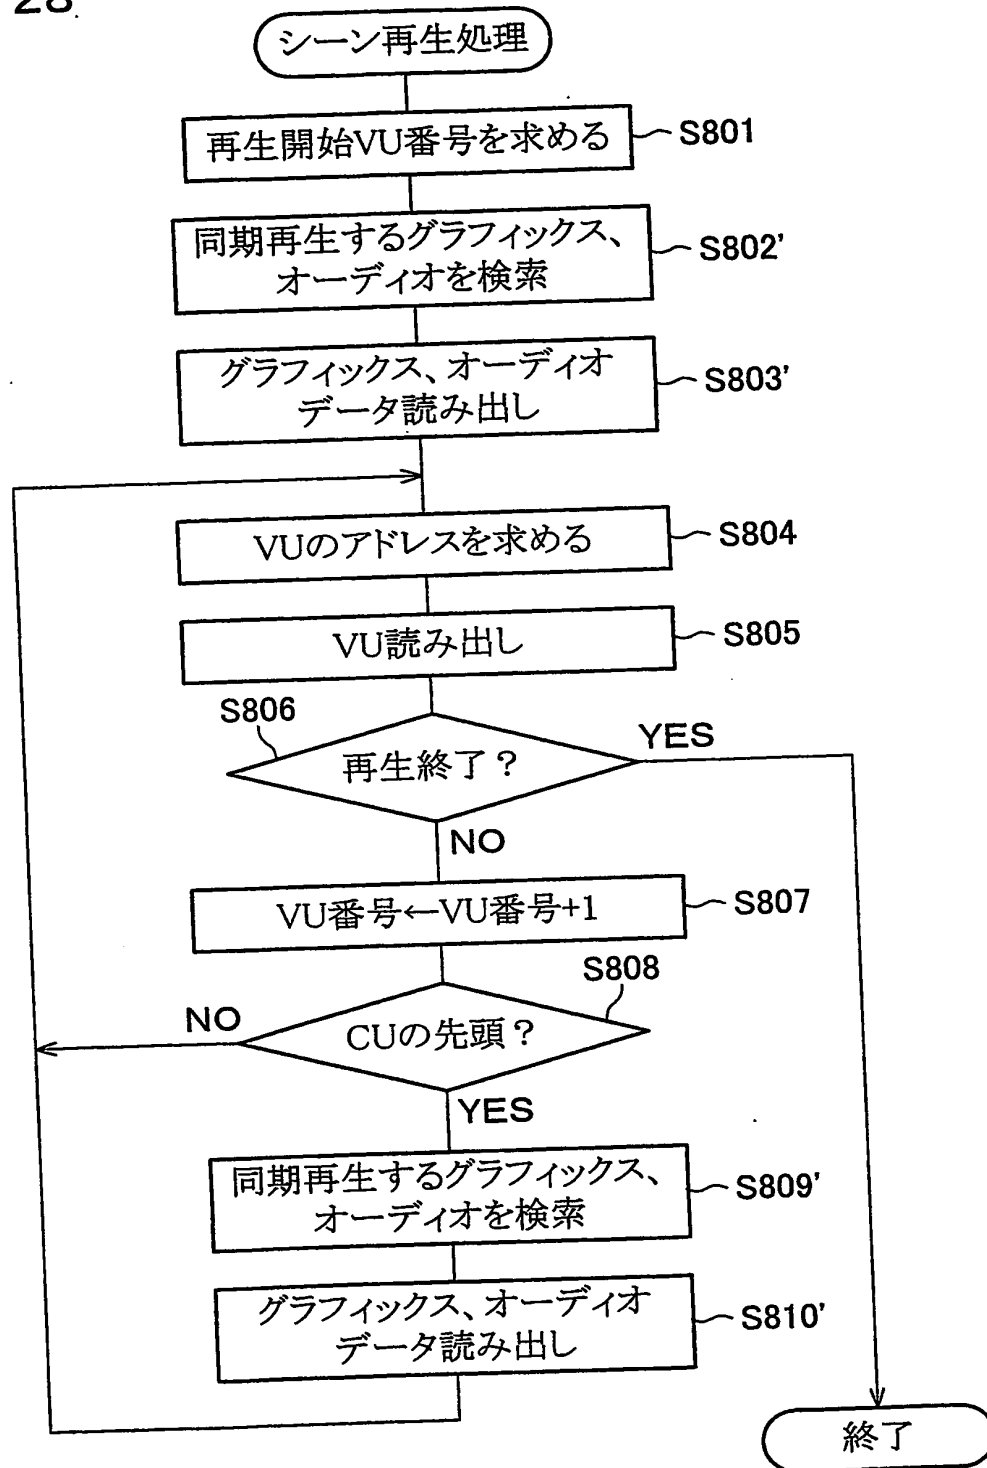 28
シーン再生処理
再生開始VU番号を求める
S801
同期再生するグラフィックス、
オーディオを検索
S802'
グラフィックス、オーディオ
データ読み出し
S803'
VUのアドレスを求める
S804
VU読み出し
S805
S806
再生終了？
YES
NO
VU番号←VU番号+1
S807
S808
CUの先頭？
NO
YES
同期再生するグラフィックス、
オーディオを検索
S809'
グラフィックス、オーディオ
データ読み出し
S810'
終了